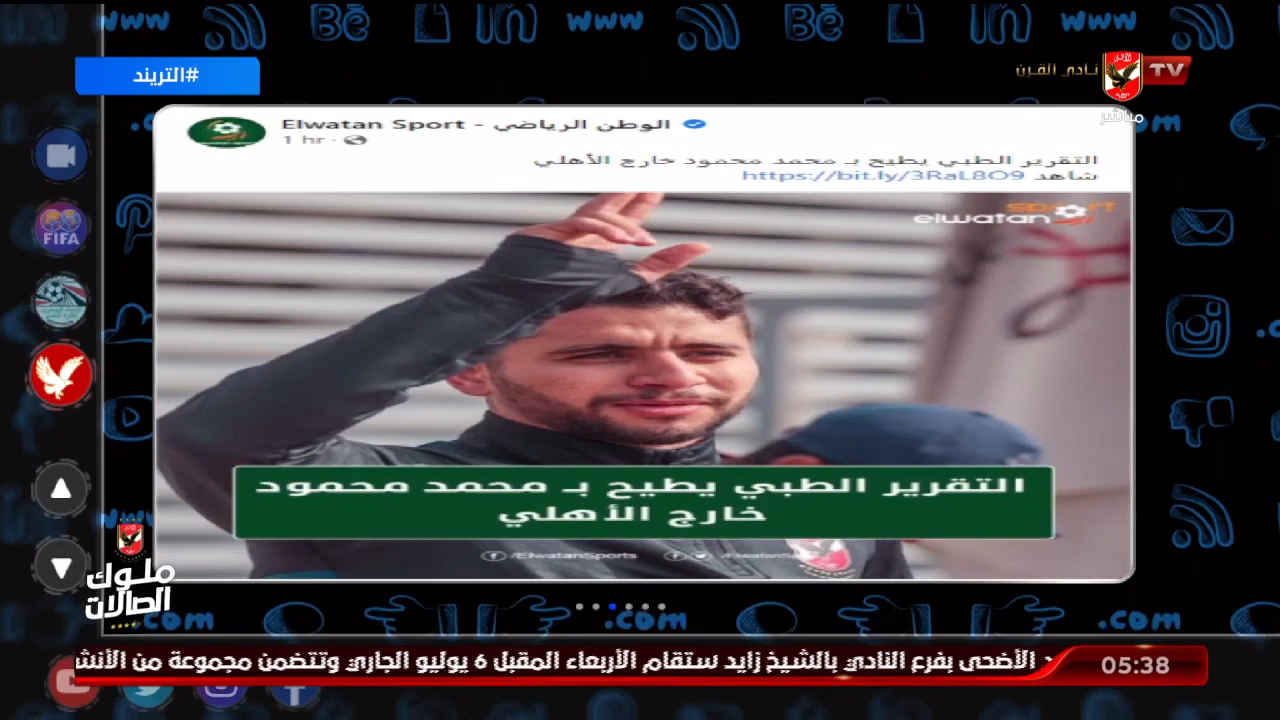 #التريند
نادي القرن
TV
مباشر
Elwatan Sport - الوطن الرياضي
1 hr
التقرير الطبي يطيح بـ محمد محمود خارج الأهلي
شاهد https://bit.ly/3RaL8O9
sport
elwatan
FIFA
التقرير الطبي يطيح بـ محمد محمود
خارج الأهلي
/ElwatanSports
ملوك
الصالات
الأضحى بفرع النادي بالشيخ زايد ستقام الأربعاء المقبل 6 يوليو الجاري وتتضمن مجموعة من
05:38